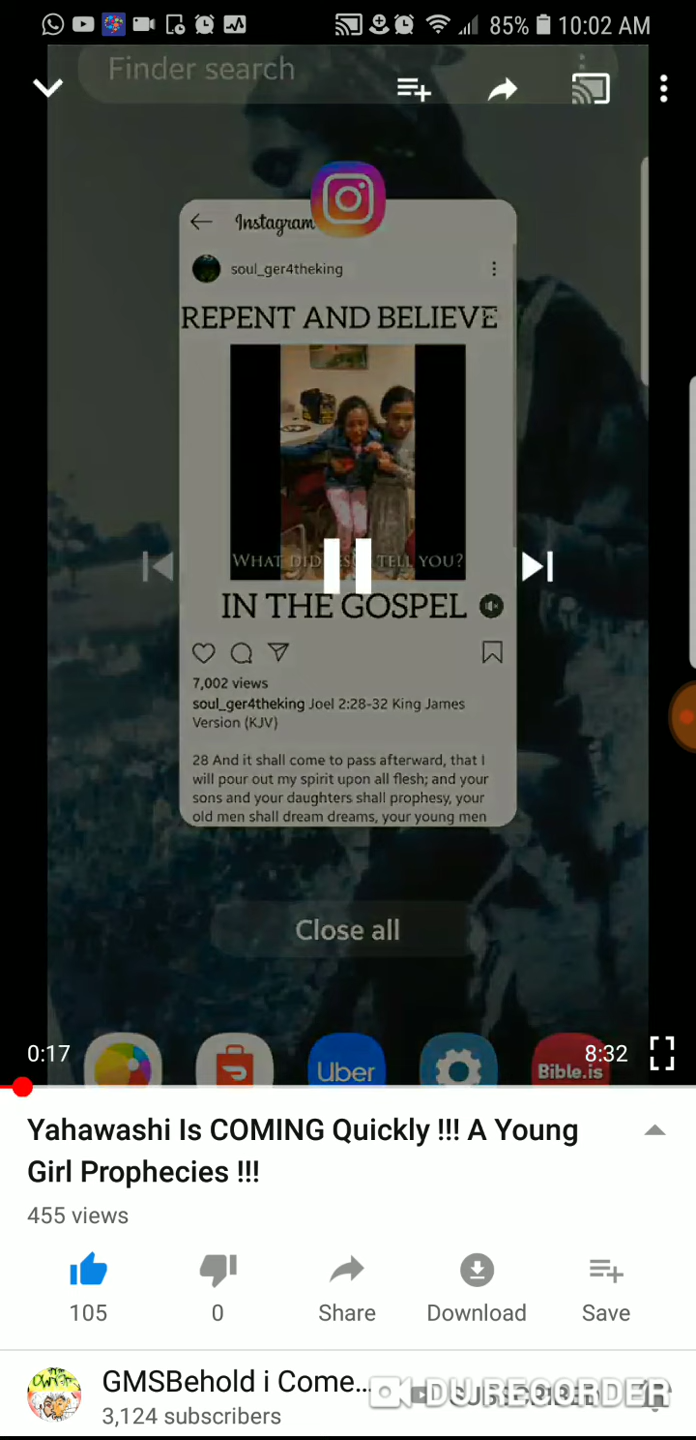 85% 10:02 AM
Finder search
Instagram
soul_ger4theking
REPENT AND BELIEVE
WHAT DID TELL YOU?
IN THE GOSPEL
7,002 views
soul_ger4theking Joel 2:28-32 King James
Version (KJV)
28 And it shall come to pass afterward, that I
will pour out my spirit upon all flesh; and your
sons and your daughters shall prophesy, your
old men shall dream dreams, your young men
Close all
0:17
8:32
Uber
Bible.is
Yahawashi Is COMING Quickly !!! A Young
Girl Prophecies !!!
455 views
105
0
Share
Download
Save
GMSBehold i Come...
SUBSCRIBED
DU RECORDER
3,124 subscribers